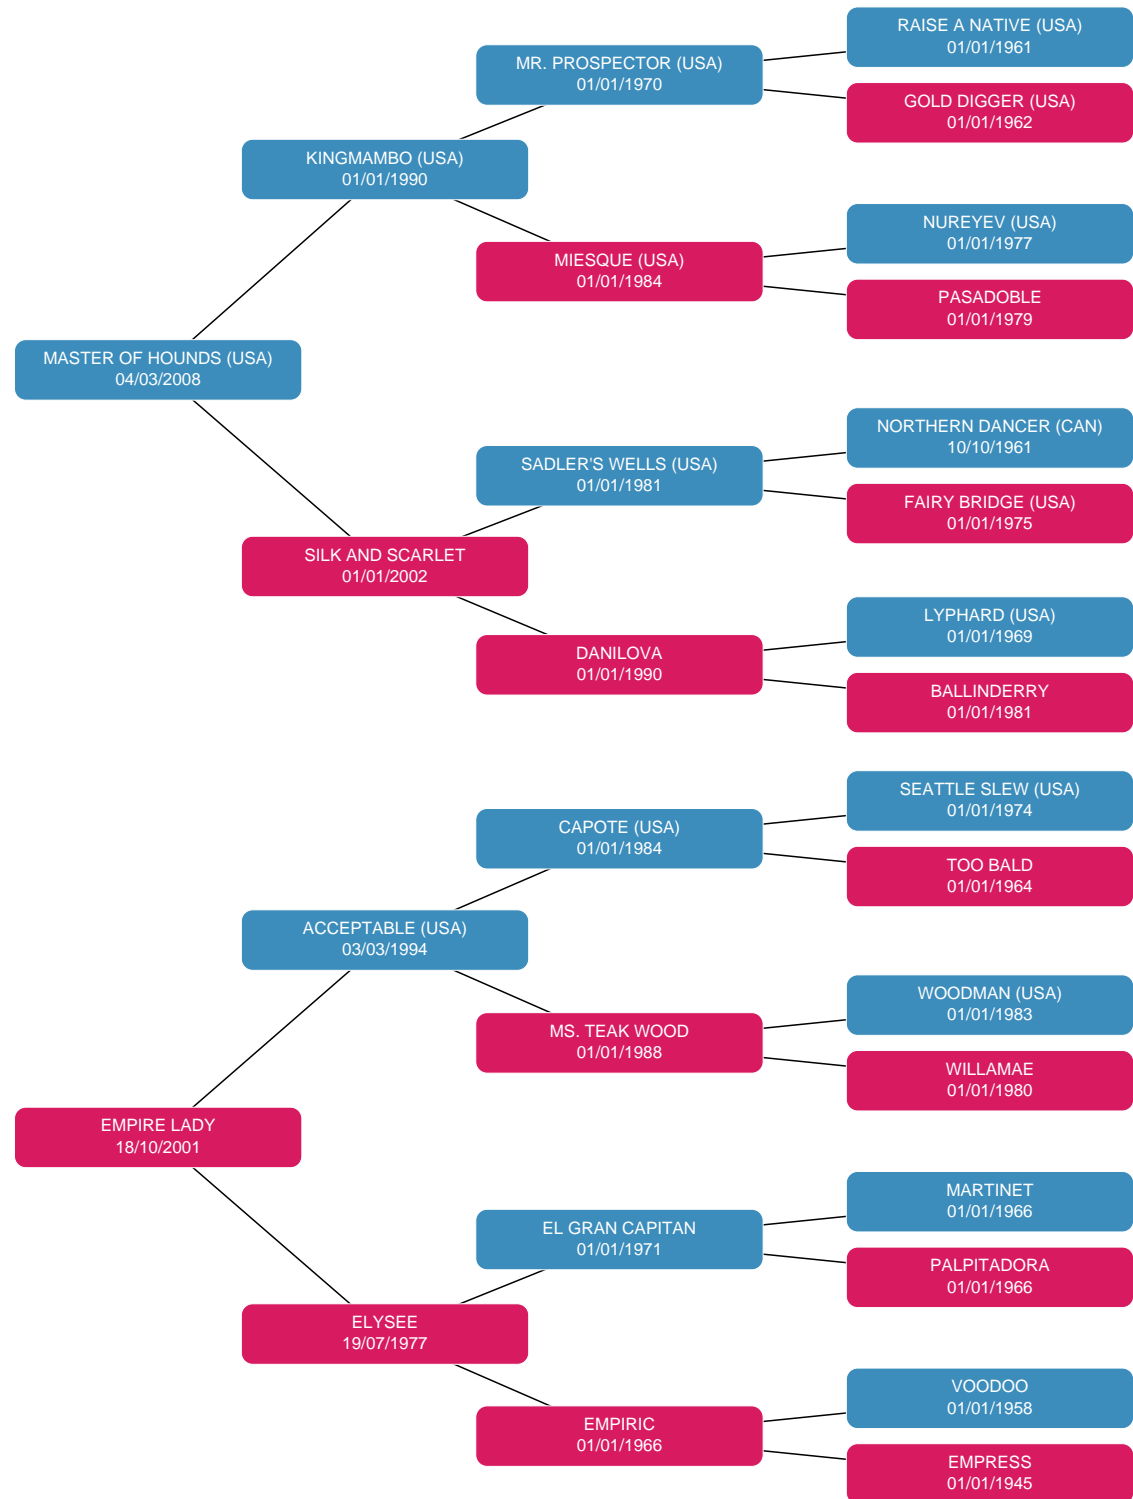 RAISE A NATIVE (USA)
01/01/1961
MR. PROSPECTOR (USA)
01/01/1970
GOLD DIGGER (USA)
01/01/1962
KINGMAMBO (USA)
01/01/1990
NUREYEV (USA)
01/01/1977
MIESQUE (USA)
01/01/1984
PASADOBLE
01/01/1979
MASTER OF HOUNDS (USA)
04/03/2008
NORTHERN DANCER (CAN)
10/10/1961
SADLER'S WELLS (USA)
01/01/1981
FAIRY BRIDGE (USA)
01/01/1975
SILK AND SCARLET
01/01/2002
LYPHARD (USA)
01/01/1969
DANILOVA
01/01/1990
BALLINDERRY
01/01/1981
SEATTLE SLEW (USA)
01/01/1974
CAPOTE (USA)
01/01/1984
TOO BALD
01/01/1964
ACCEPTABLE (USA)
03/03/1994
WOODMAN (USA)
01/01/1983
MS. TEAK WOOD
01/01/1988
WILLAMAE
01/01/1980
EMPIRE LADY
18/10/2001
MARTINET
01/01/1966
EL GRAN CAPITAN
01/01/1971
PALPITADORA
01/01/1966
ELYSEE
19/07/1977
VOODOO
01/01/1958
EMPIRIC
01/01/1966
EMPRESS
01/01/1945